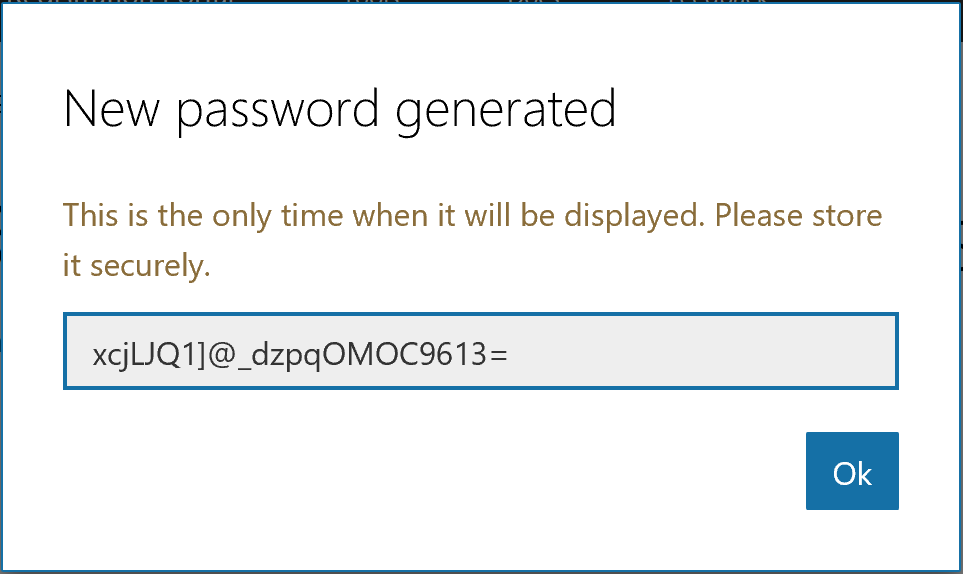 New password generated
This is the only time when it will be displayed. Please store
it securely.
xcjLJQ1]@_dzpqOMOC9613=
Ok